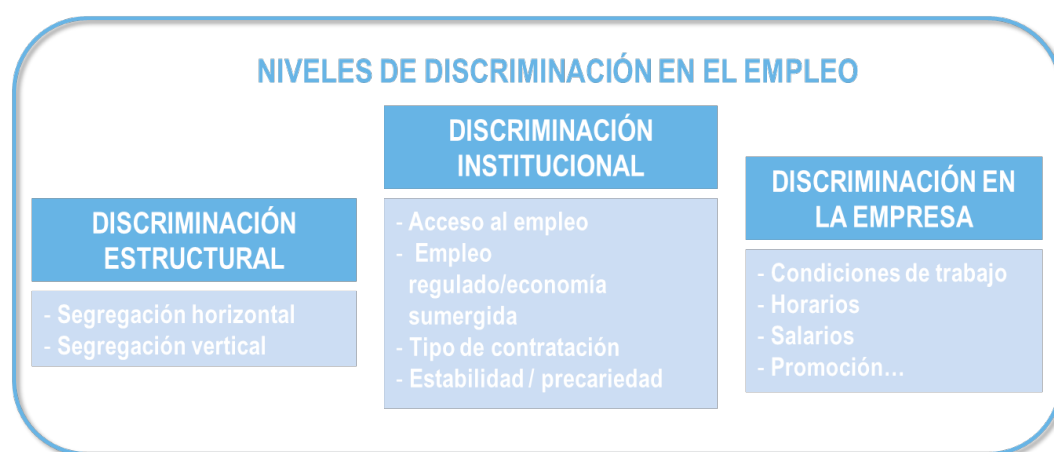 NIVELES DE DISCRIMINACIÓN EN EL EMPLEO
DISCRIMINACIÓN
ESTRUCTURAL
- Segregación horizontal
- Segregación vertical
DISCRIMINACIÓN
INSTITUCIONAL
- Acceso al empleo
- Empleo
regulado/economía
sumergida
- Tipo de contratación
- Estabilidad / precariedad
DISCRIMINACIÓN EN
LA EMPRESA
- Condiciones de trabajo
- Horarios
- Salarios
- Promoción...